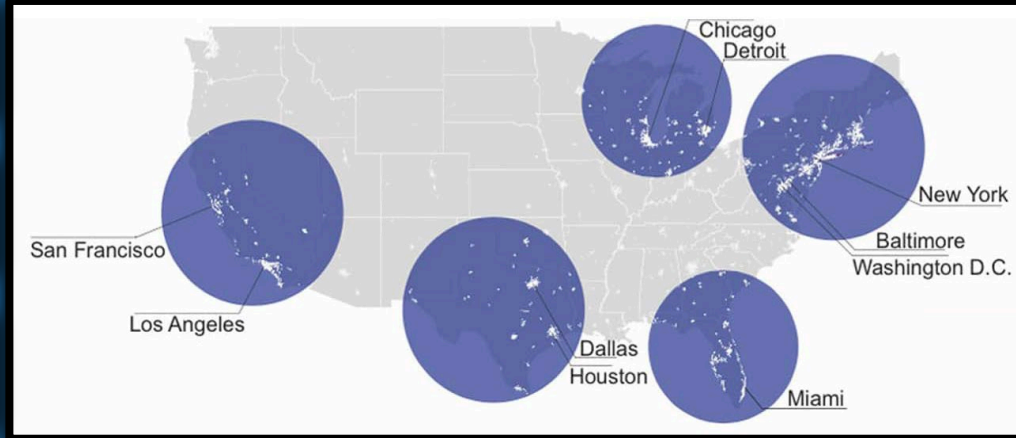 Chicago
Detroit
New York
San Francisco
Baltimore
Washington D.C.
Los Angeles
Dallas
Houston
Miami